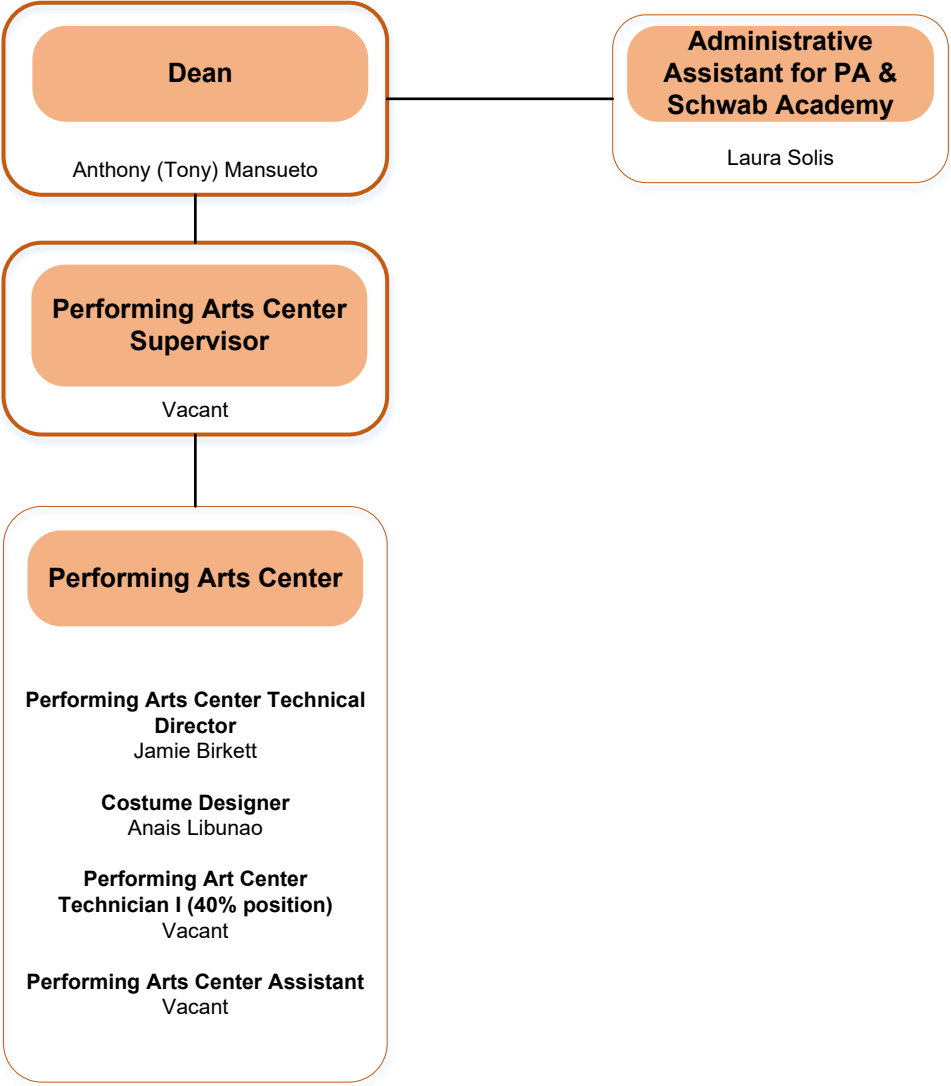 Dean
Anthony (Tony) Mansueto
Administrative
Assistant for PA &
Schwab Academy
Laura Solis
Performing Arts Center
Supervisor
Vacant
Performing Arts Center
Performing Arts Center Technical
Director
Jamie Birkett
Costume Designer
Anais Libunao
Performing Art Center
Technician I (40% position)
Vacant
Performing Arts Center Assistant
Vacant